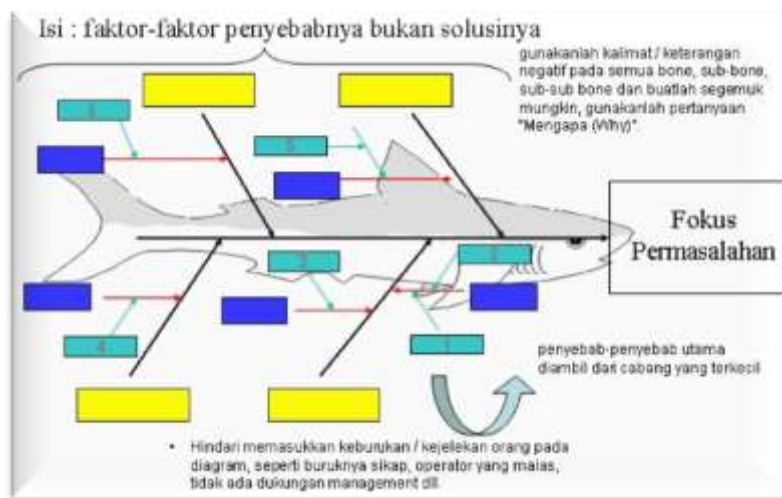 Isi : faktor-faktor penyebabnya bukan solusinya
gunakanlah kalimat / keterangan
negatif pada semua bone, sub-bone,
sub-sub bone dan buatlah segemuk
mungkin, gunakanlah pertanyaan
"Mengapa (Why)".
Fokus
Permasalahan
4
penyebab-penyebab utama
diambil dari cabang yang terkecil
• Hindari memasukkan keburukan / kejelekan orang pada
diagram, seperti buruknya sikap, operator yang malas,
tidak ada dukungan management dll.